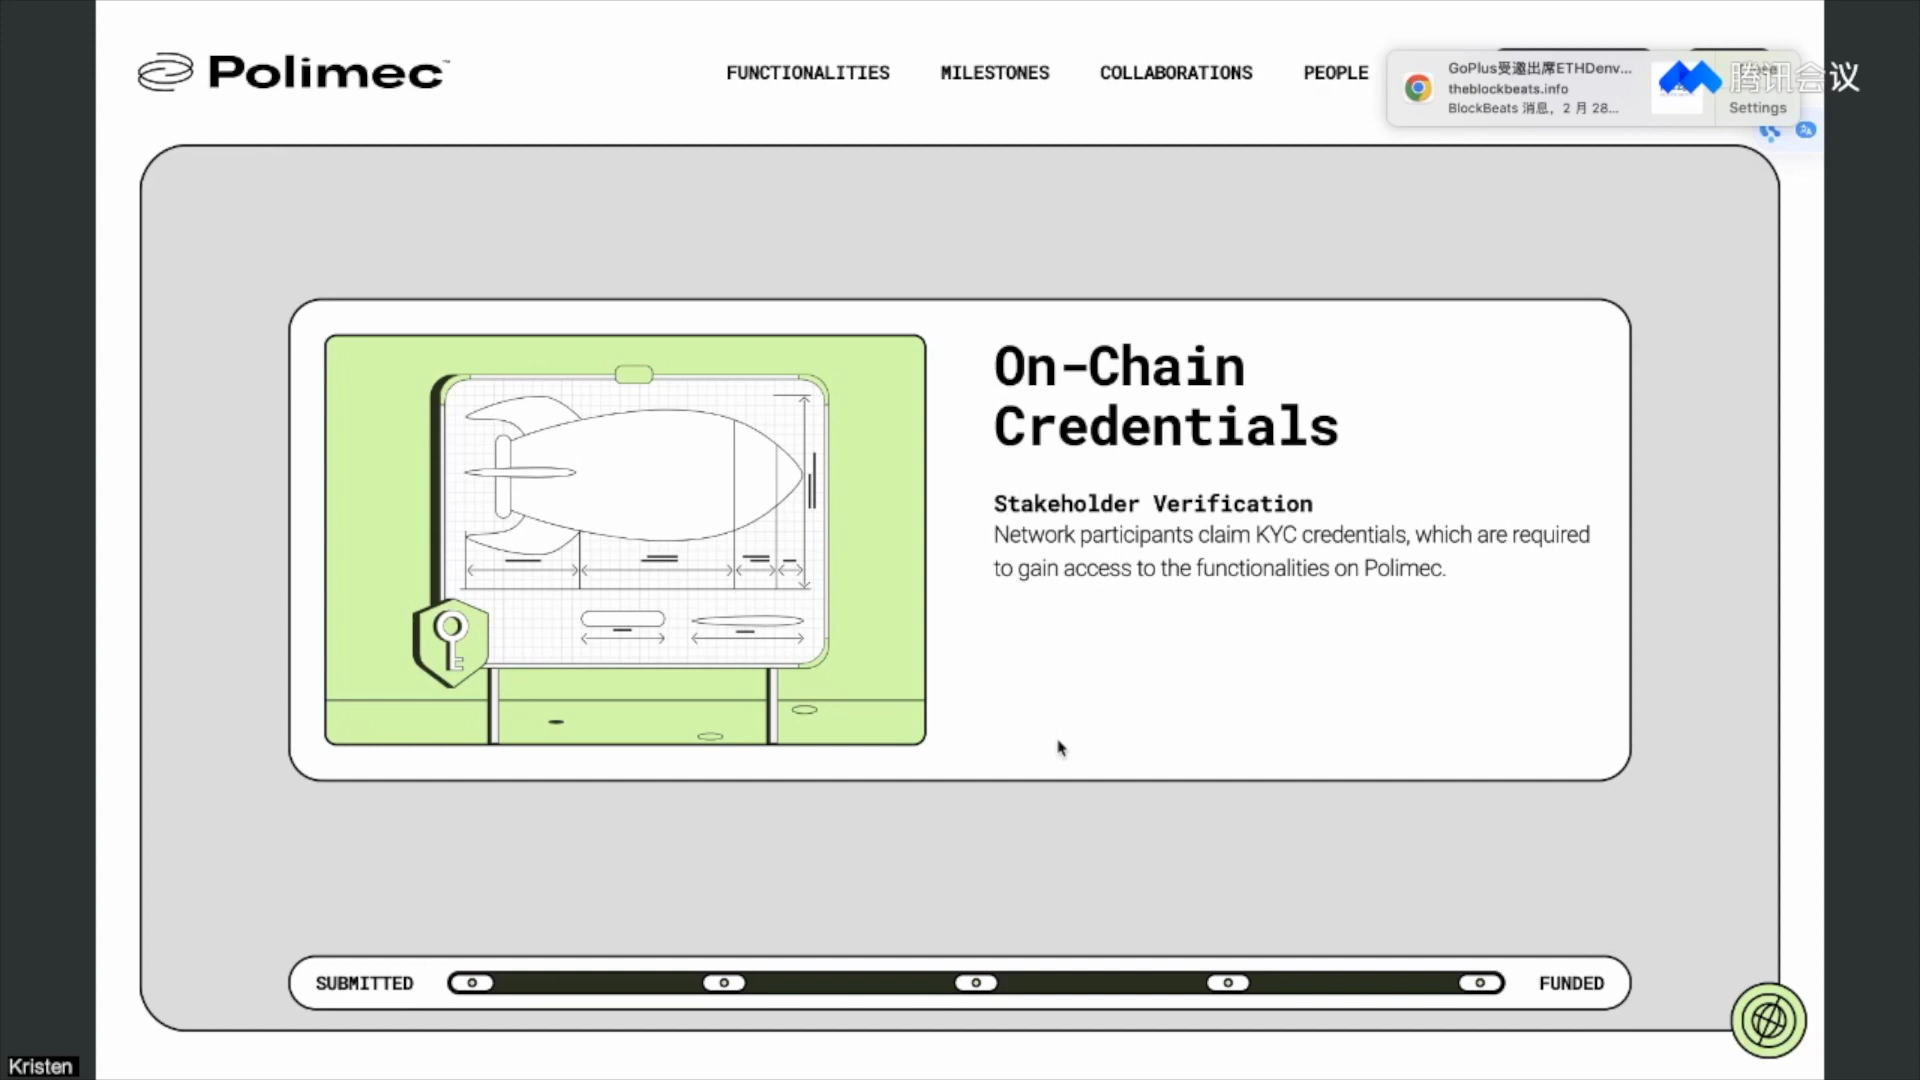 Polimec™
FUNCTIONALITIES
MILESTONES
COLLABORATIONS
PEOPLE
GoPlus受邀出席ETHDenv...
theblockbeats.info
BlockBeats 消息，2 月 28...
Settings
腾讯会议
On-Chain
Credentials
Stakeholder Verification
Network participants claim KYC credentials, which are required
to gain access to the functionalities on Polimec.
SUBMITTED
FUNDED
Kristen